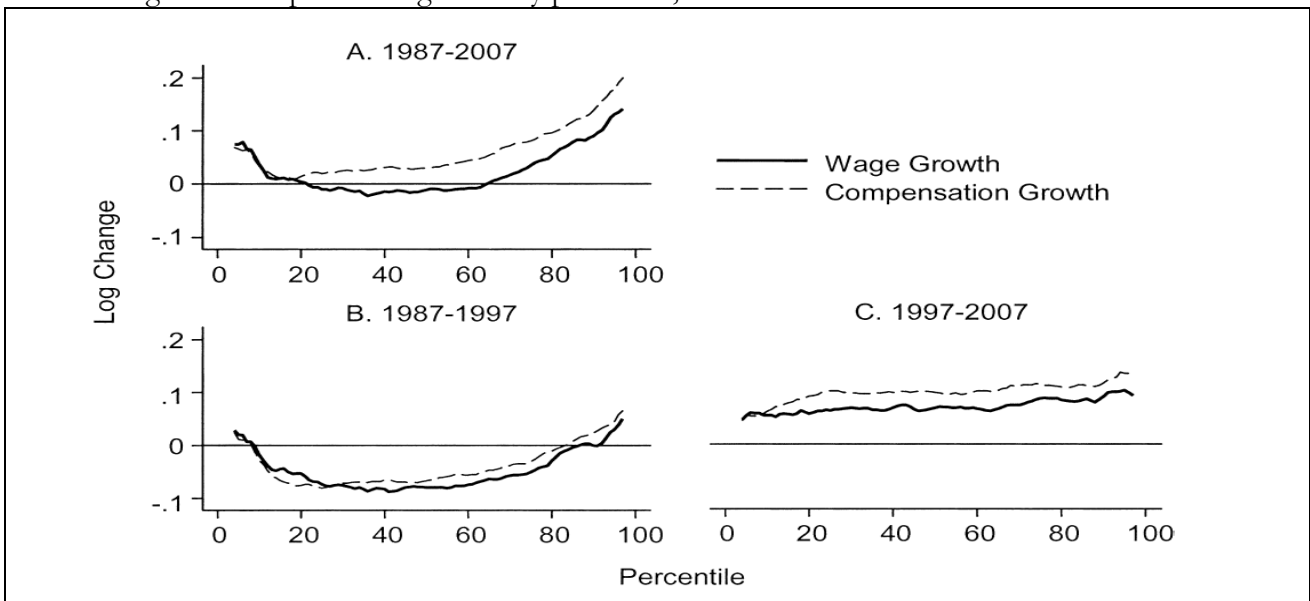 A. 1987-2007
.2
.1
0
-.1
0 20 40 60 80 100
Wage Growth
Compensation Growth
Log Change
B. 1987-1997
.2
.1
0
-.1
0 20 40 60 80 100
C. 1997-2007
0 20 40 60 80 100
Percentile